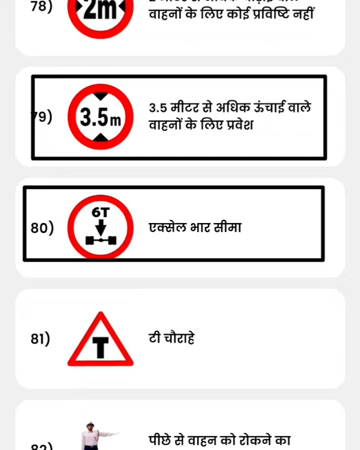 78)
2m
वाहनों के लिए कोई प्रविष्टि नहीं
79)
3.5m
3.5 मीटर से अधिक ऊंचाई वाले
वाहनों के लिए प्रवेश
80)
6T
एक्सेल भार सीमा
81)
T
टी चौराहे
82)
पीछे से वाहन को रोकने का